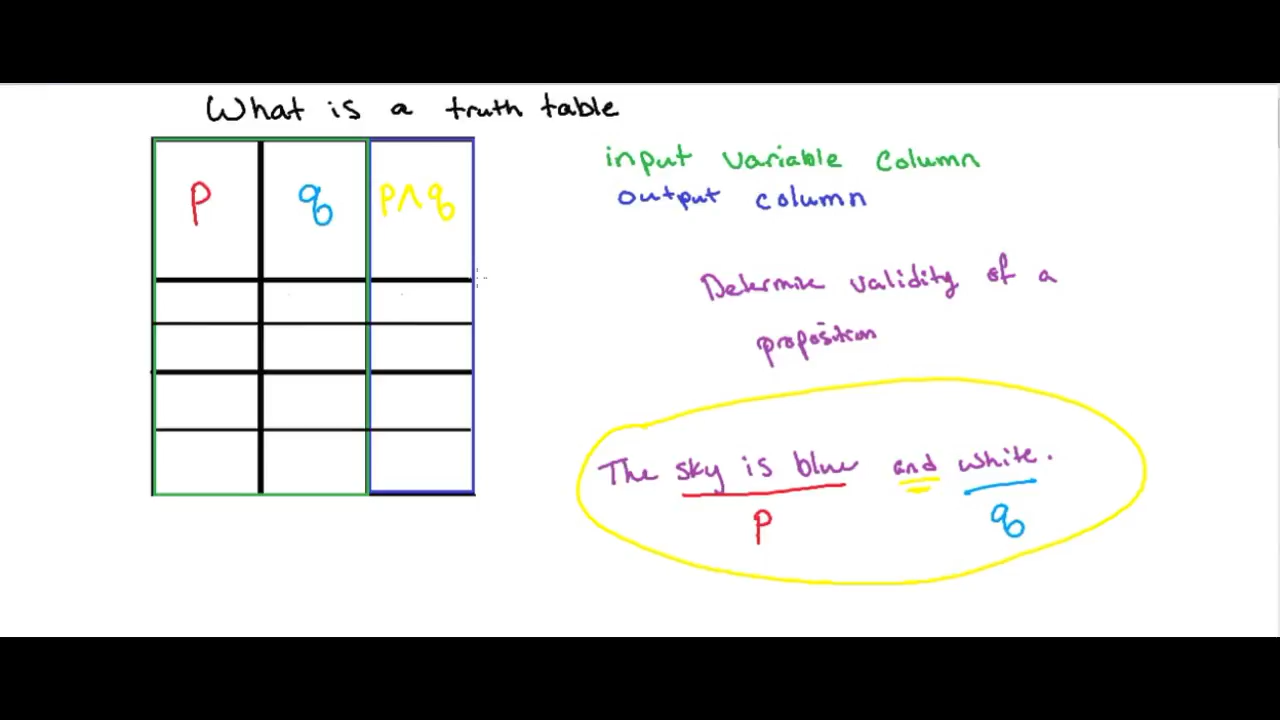 What is a truth table
p q p∧q
input variable column
output column
Determine validity of a
proposition
The sky is blue and white.
p q